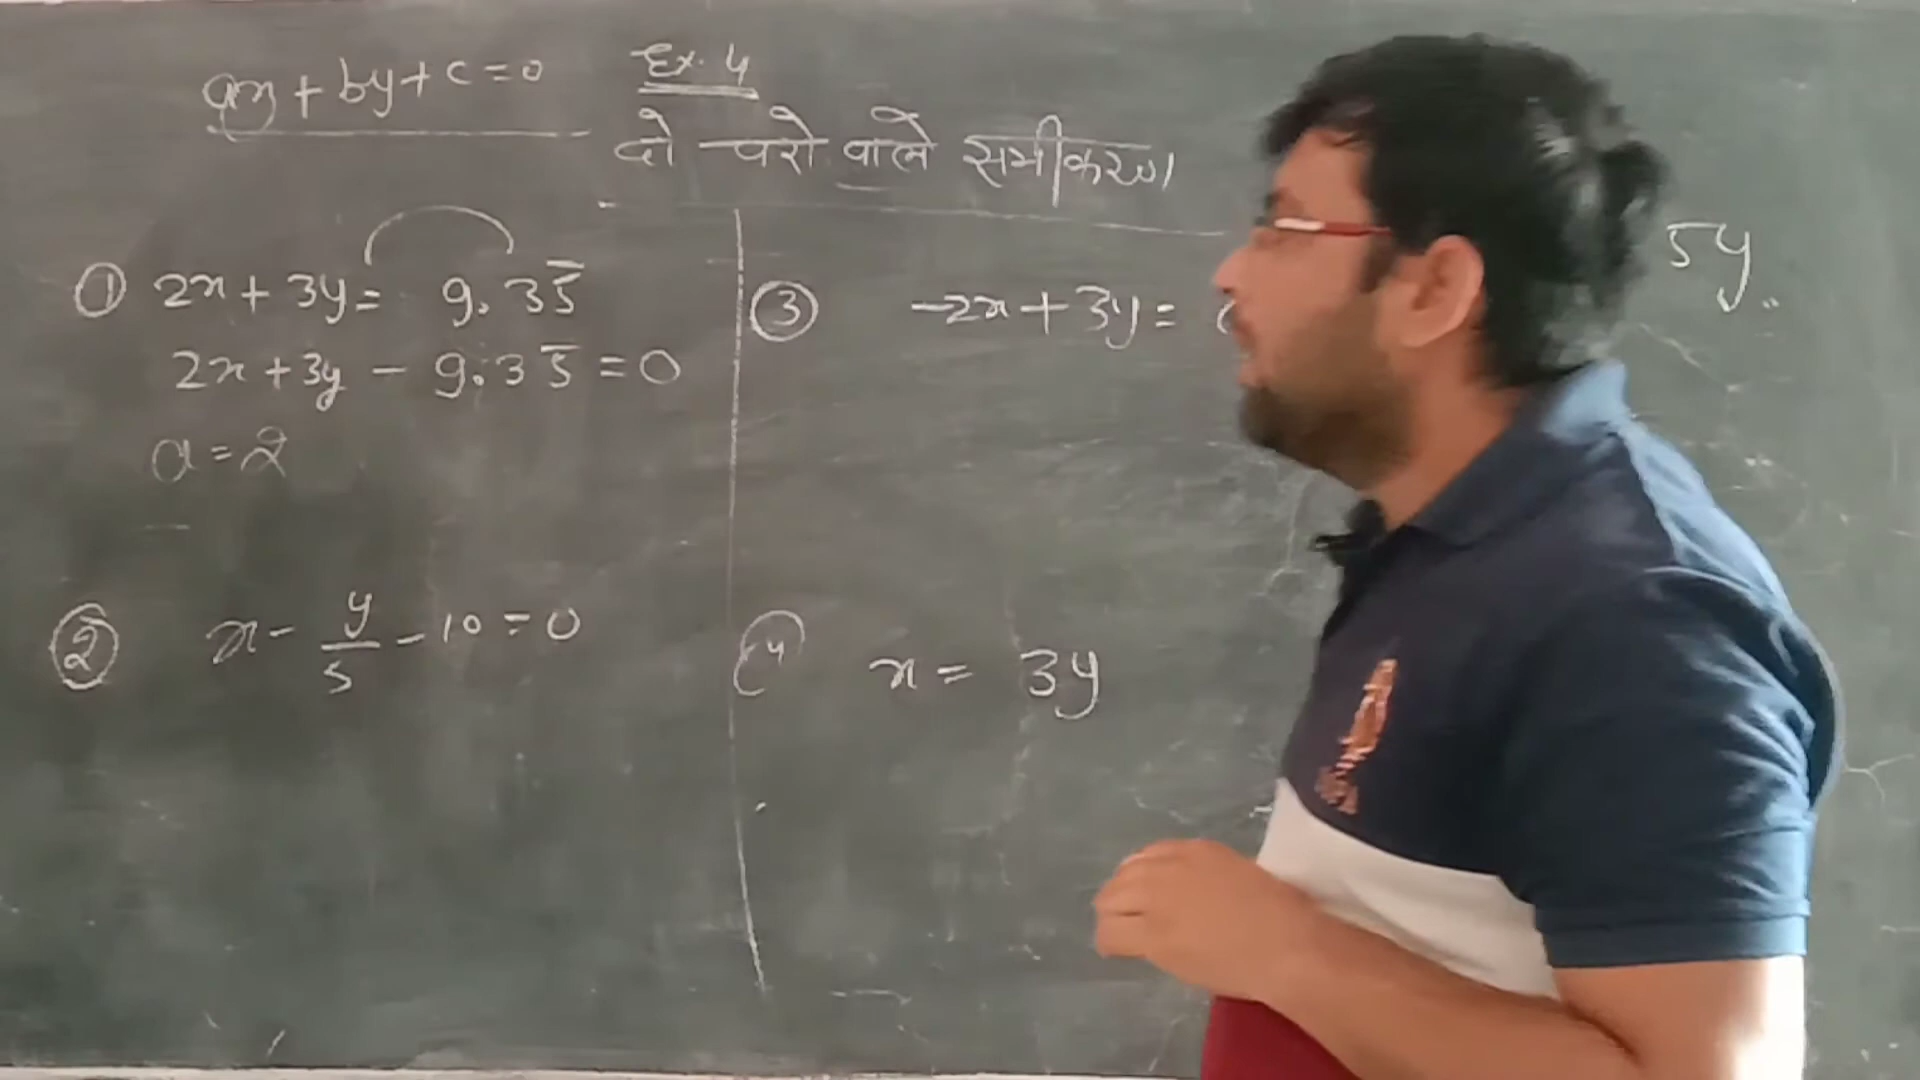 ax + by + c = 0
Ex. 4
दो चरो वाले समीकरण
① 2x + 3y = 9.35̅
2x + 3y - 9.35̅ = 0
a = 2
② x - y/5 - 10 = 0
③ -2x + 3y =
④ x = 3y
5y